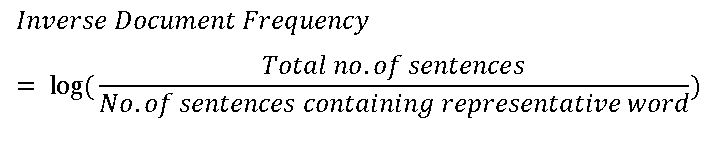 Inverse Document Frequency
= log(Total no. of sentences / No. of sentences containing representative word)